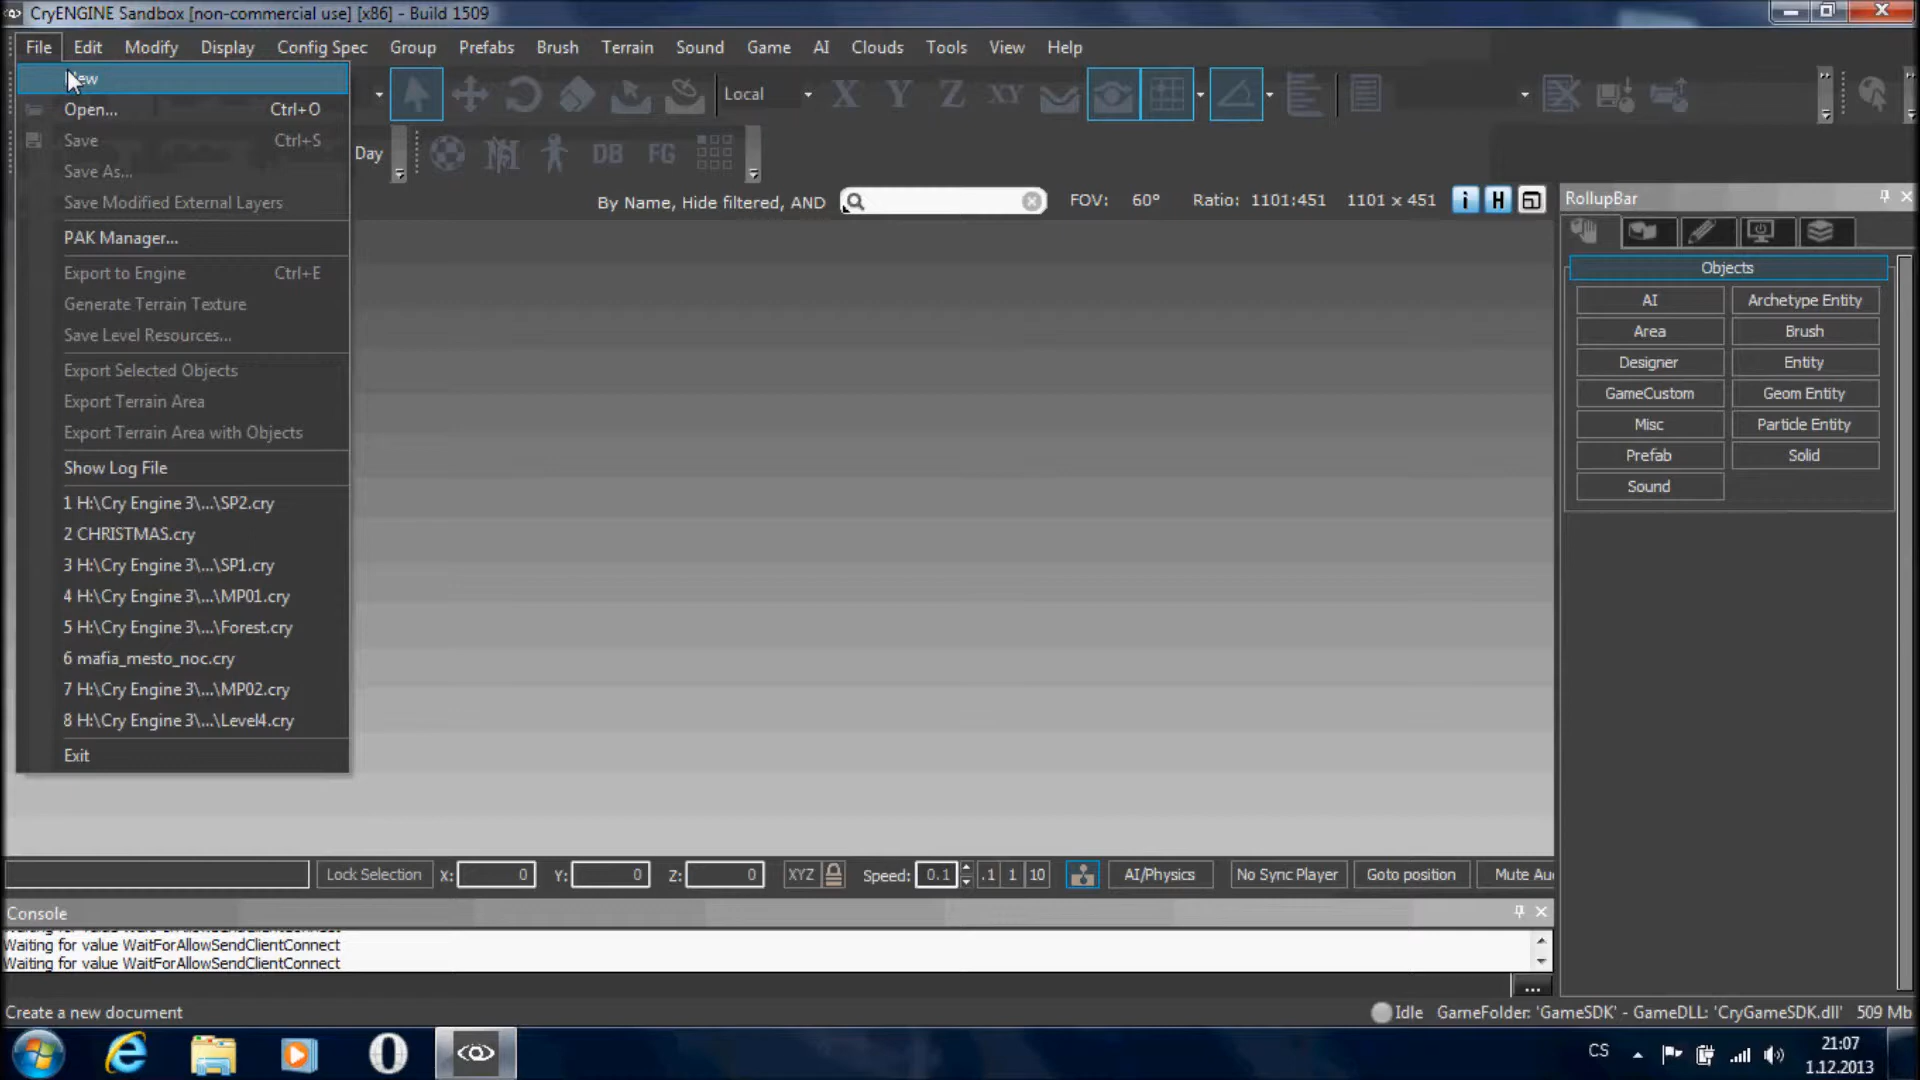 CryENGINE Sandbox [non-commercial use] [x86] - Build 1509
File Edit Modify Display Config Spec Group Prefabs Brush Terrain Sound Game AI Clouds Tools View Help
Local X Y Z XY
Open... Ctrl+O
Save Ctrl+S
Save As...
Save Modified External Layers
PAK Manager...
Export to Engine Ctrl+E
Generate Terrain Texture
Save Level Resources...
Export Selected Objects
Export Terrain Area
Export Terrain Area with Objects
Show Log File
1 H:\Cry Engine 3\...\SP2.cry
2 CHRISTMAS.cry
3 H:\Cry Engine 3\...\SP1.cry
4 H:\Cry Engine 3\...\MP01.cry
5 H:\Cry Engine 3\...\Forest.cry
6 mafia_mesto_noc.cry
7 H:\Cry Engine 3\...\MP02.cry
8 H:\Cry Engine 3\...\Level4.cry
Exit
Day DB FG
By Name, Hide filtered, AND FOV: 60° Ratio: 1101:451 1101 x 451 i H
RollupBar
Objects
AI Archetype Entity
Area Brush
Designer Entity
GameCustom Geom Entity
Misc Particle Entity
Prefab Solid
Sound
Lock Selection X: 0 Y: 0 Z: 0 XYZ Speed: 0.1 .1 1 10 AI/Physics No Sync Player Goto position Mute Au
Console
Waiting for value WaitForAllowSendClientConnect
Waiting for value WaitForAllowSendClientConnect
...
Create a new document Idle GameFolder: 'GameSDK' - GameDLL: 'CryGameSDK.dll' 509 Mb
CS 21:07
1.12.2013